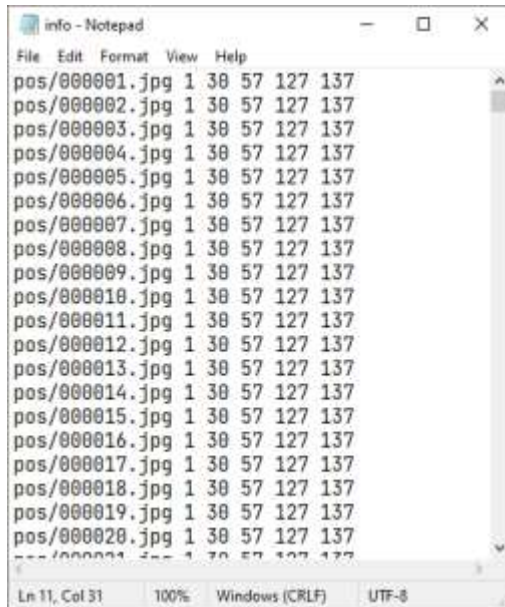 info - Notepad
File Edit Format View Help
pos/000001.jpg 1 30 57 127 137
pos/000002.jpg 1 30 57 127 137
pos/000003.jpg 1 30 57 127 137
pos/000004.jpg 1 30 57 127 137
pos/000005.jpg 1 30 57 127 137
pos/000006.jpg 1 30 57 127 137
pos/000007.jpg 1 30 57 127 137
pos/000008.jpg 1 30 57 127 137
pos/000009.jpg 1 30 57 127 137
pos/000010.jpg 1 30 57 127 137
pos/000011.jpg 1 30 57 127 137
pos/000012.jpg 1 30 57 127 137
pos/000013.jpg 1 30 57 127 137
pos/000014.jpg 1 30 57 127 137
pos/000015.jpg 1 30 57 127 137
pos/000016.jpg 1 30 57 127 137
pos/000017.jpg 1 30 57 127 137
pos/000018.jpg 1 30 57 127 137
pos/000019.jpg 1 30 57 127 137
pos/000020.jpg 1 30 57 127 137
Ln 11, Col 31 100% Windows (CRLF) UTF-8